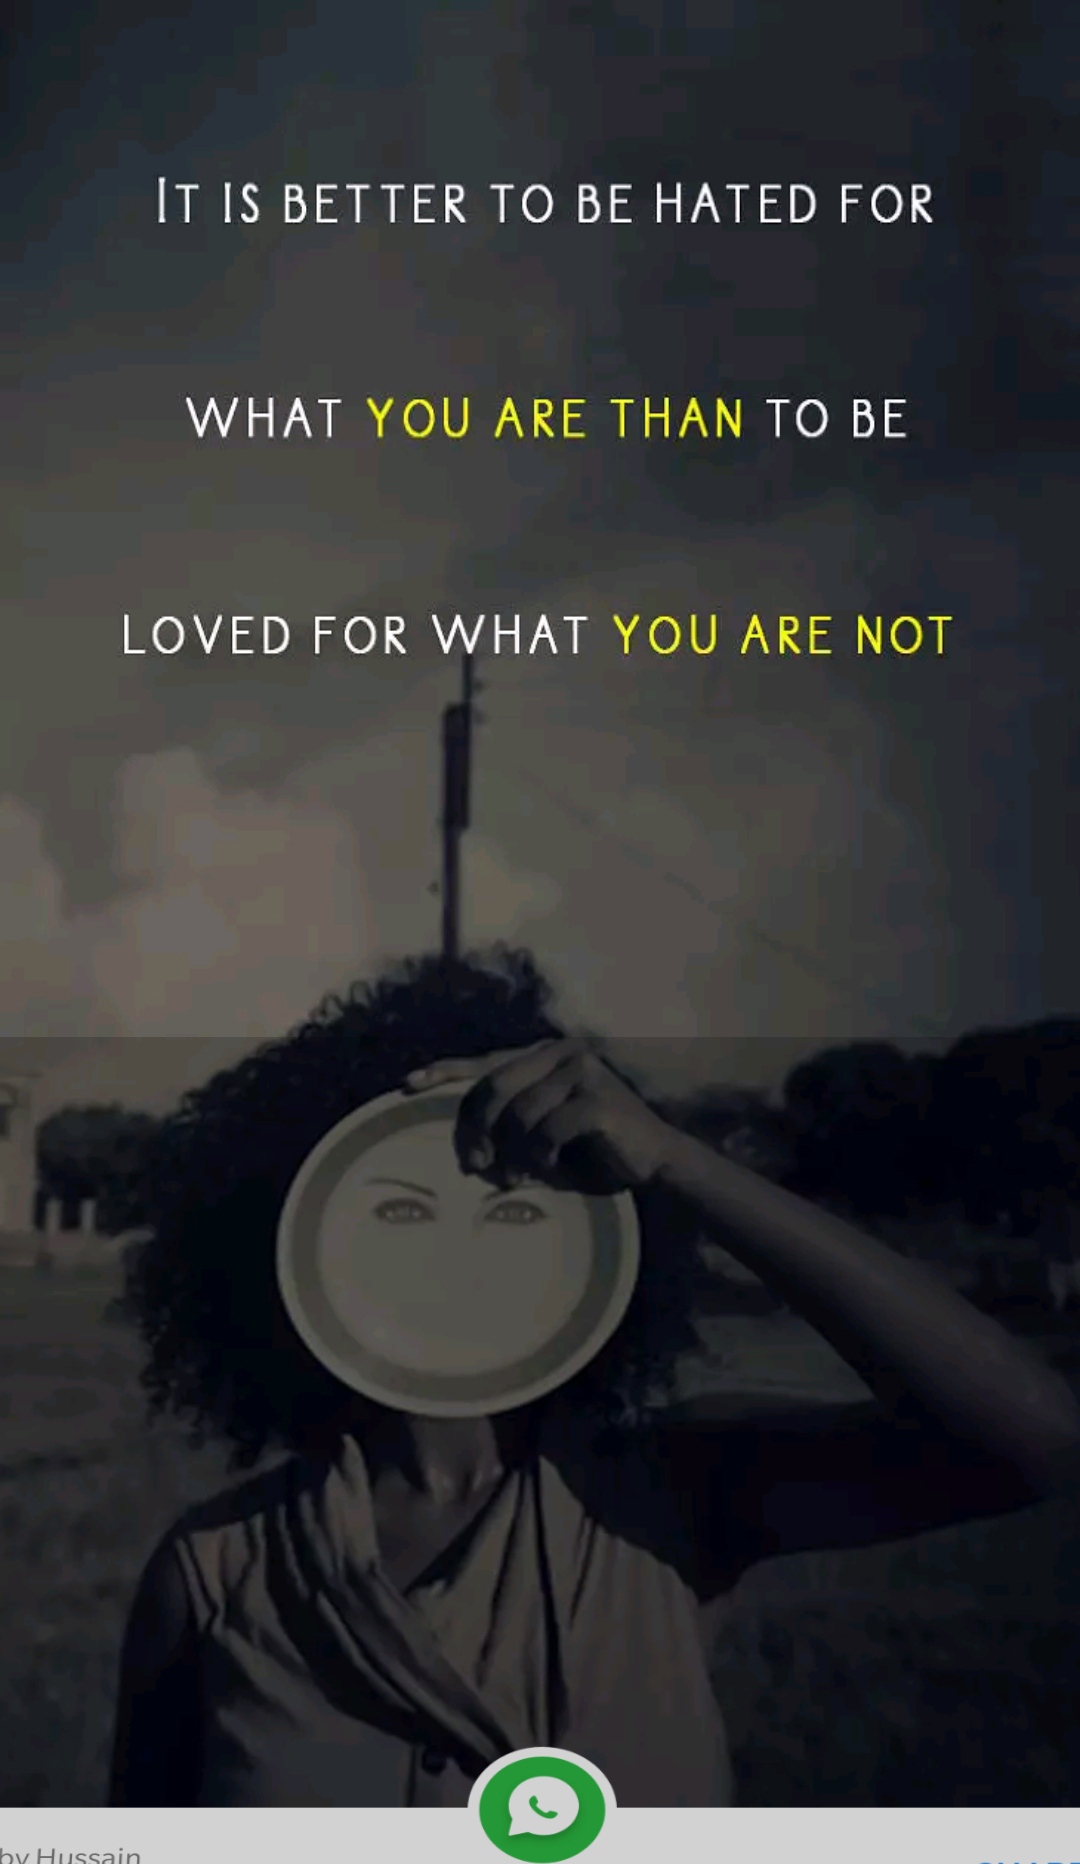 It is better to be hated for
what you are than to be
loved for what you are not
by Hussain